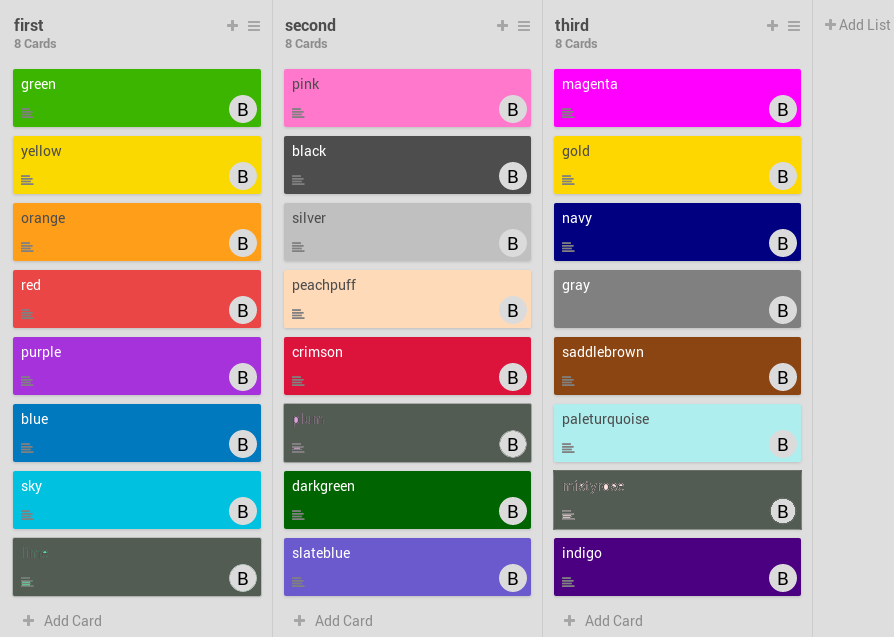 first
8 Cards
green
B
yellow
B
orange
B
red
B
purple
B
blue
B
sky
B
B
Add Card
second
8 Cards
pink
B
black
B
silver
B
peachpuff
B
crimson
B
B
darkgreen
B
slateblue
B
Add Card
third
8 Cards
magenta
B
gold
B
navy
B
gray
B
saddlebrown
B
paleturquoise
B
mistyrose
B
indigo
B
Add Card
Add List